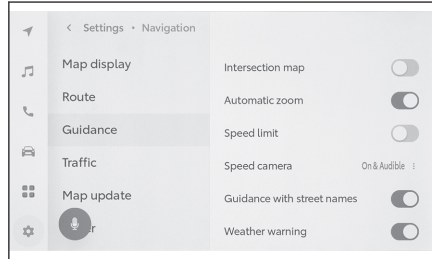 < Settings • Navigation
Map display
Route
Guidance
Traffic
Map update
r
Intersection map
Automatic zoom
Speed limit
Speed camera On & Audible
Guidance with street names
Weather warning